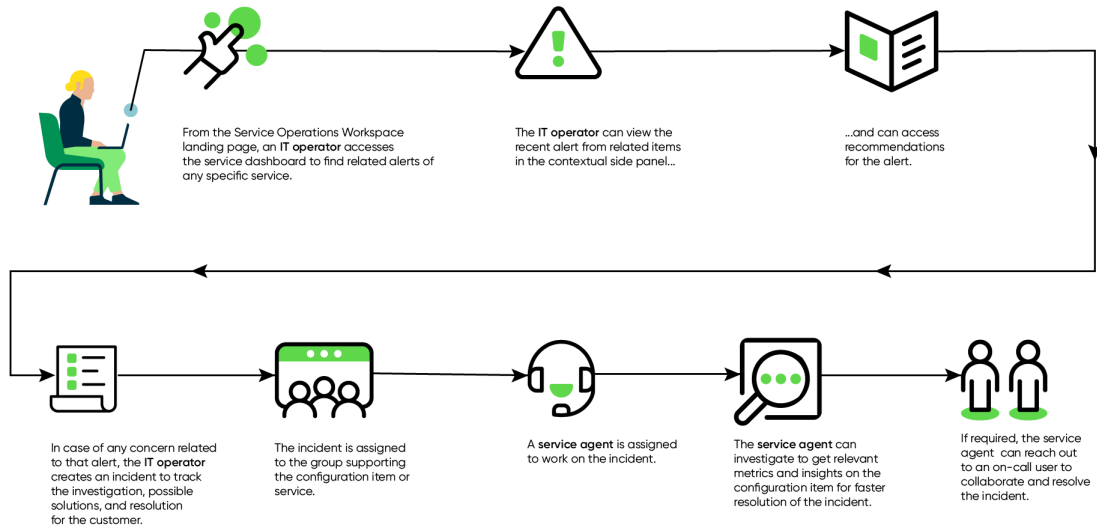 From the Service Operations Workspace
landing page, an IT operator accesses
the service dashboard to find related alerts of
any specific service.
The IT operator can view the
recent alert from related items
in the contextual side panel...
...and can access
recommendations
for the alert.
In case of any concern related
to that alert, the IT operator
creates an incident to track
the investigation, possible
solutions, and resolution
for the customer.
The incident is assigned
to the group supporting
the configuration item or
service.
A service agent is assigned
to work on the incident.
The service agent can
investigate to get relevant
metrics and insights on the
configuration item for faster
resolution of the incident.
If required, the service
agent can reach out
to an on-call user to
collaborate and resolve
the incident.